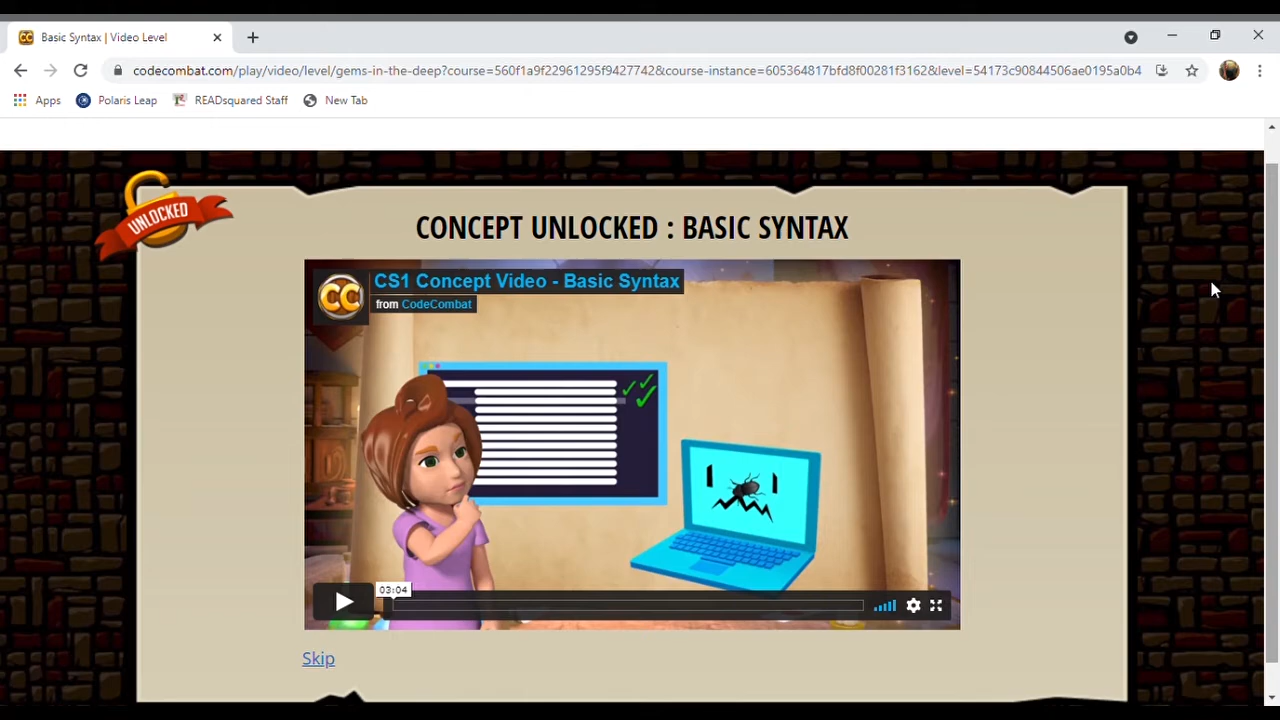 Basic Syntax | Video Level
codecombat.com/play/video/level/gems-in-the-deep?course=560f1a9f22961295f9427742&course-instance=605364817bfd8f00281f3162&level=54173c90844506ae0195a0b4
Apps Polaris Leap READsquared Staff New Tab
UNLOCKED
CONCEPT UNLOCKED : BASIC SYNTAX
CC CS1 Concept Video - Basic Syntax
from CodeCombat
03:04
Skip